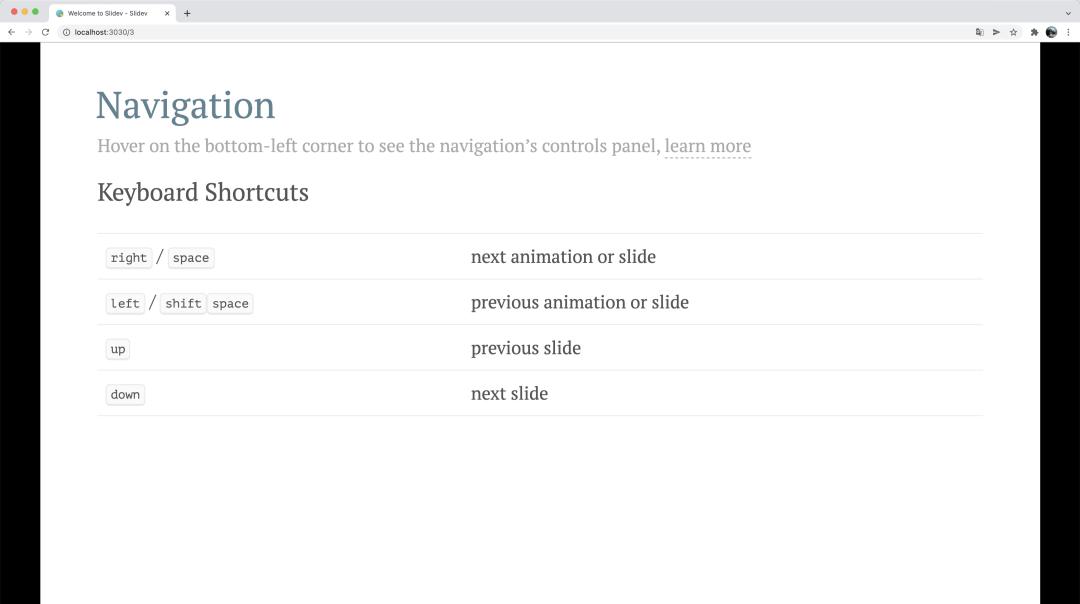 Welcome to Slidev - Slidev
localhost:3030/3
Navigation
Hover on the bottom-left corner to see the navigation’s controls panel, learn more
Keyboard Shortcuts
right / space next animation or slide
left / shift space previous animation or slide
up previous slide
down next slide